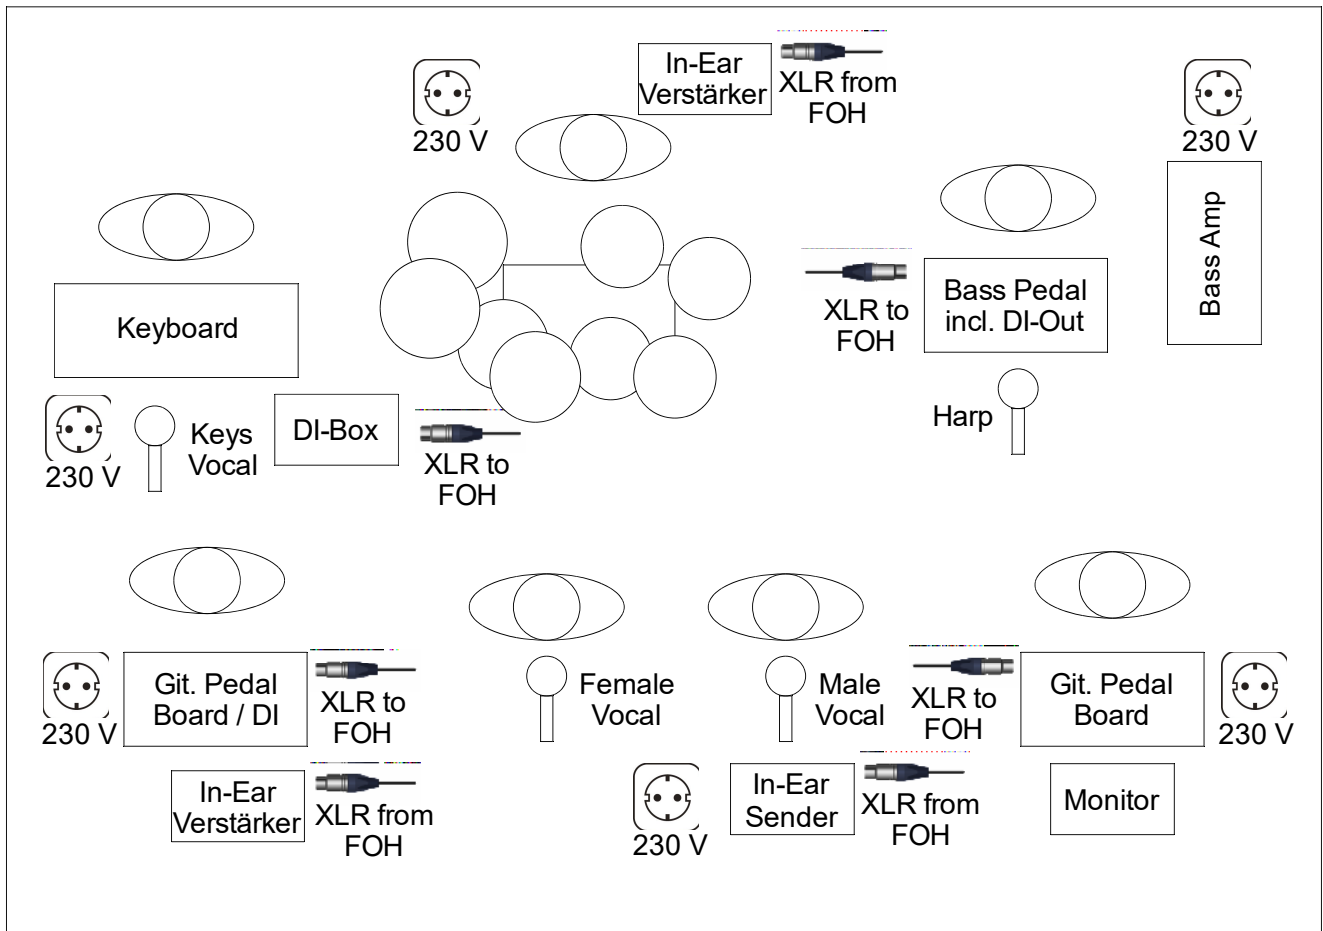 In-Ear
Verstärker
XLR from
FOH
230 V
230 V
Bass Amp
Keyboard
XLR to
FOH
Bass Pedal
incl. DI-Out
Harp
230 V
Keys
Vocal
DI-Box
XLR to
FOH
230 V
Git. Pedal
Board / DI
XLR to
FOH
Female
Vocal
Male
Vocal
XLR to
FOH
Git. Pedal
Board
230 V
In-Ear
Verstärker
XLR from
FOH
230 V
In-Ear
Sender
XLR from
FOH
Monitor